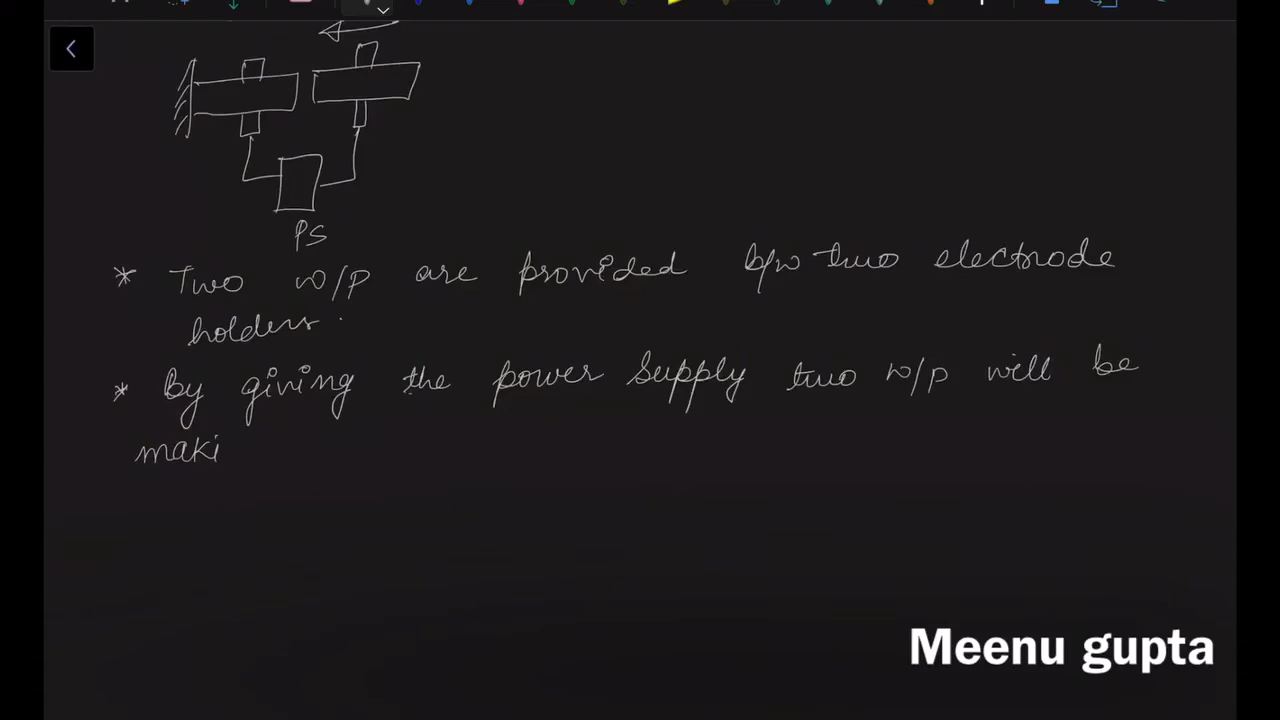 PS
* Two w/p are provided b/w two electrode
holders.
* By giving the power supply two w/p will be
maki
Meenu gupta